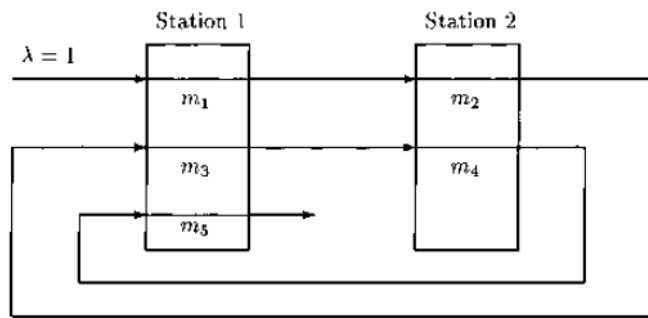 Station 1 Station 2
λ = 1
m₁ m₂
m₃ m₄
m₅